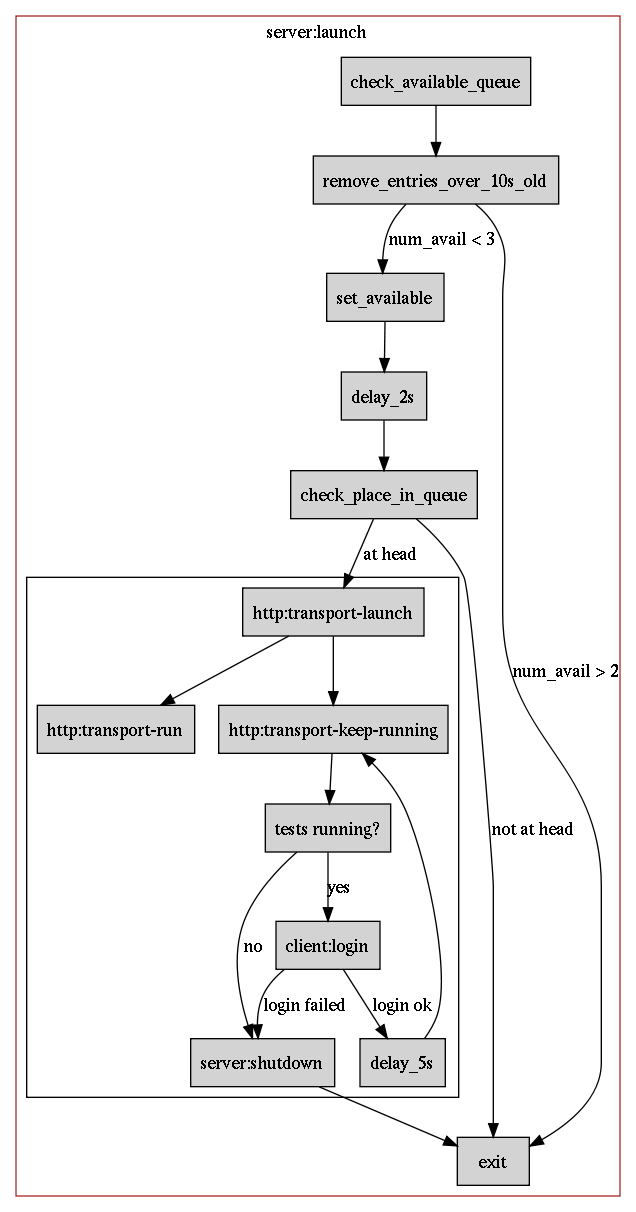 server:launch
check_available_queue
remove_entries_over_10s_old
num_avail < 3
set_available
delay_2s
check_place_in_queue
at head
http:transport-launch
num_avail > 2
http:transport-run
http:transport-keep-running
tests running?
not at head
yes
no
client:login
login failed
login ok
server:shutdown
delay_5s
exit